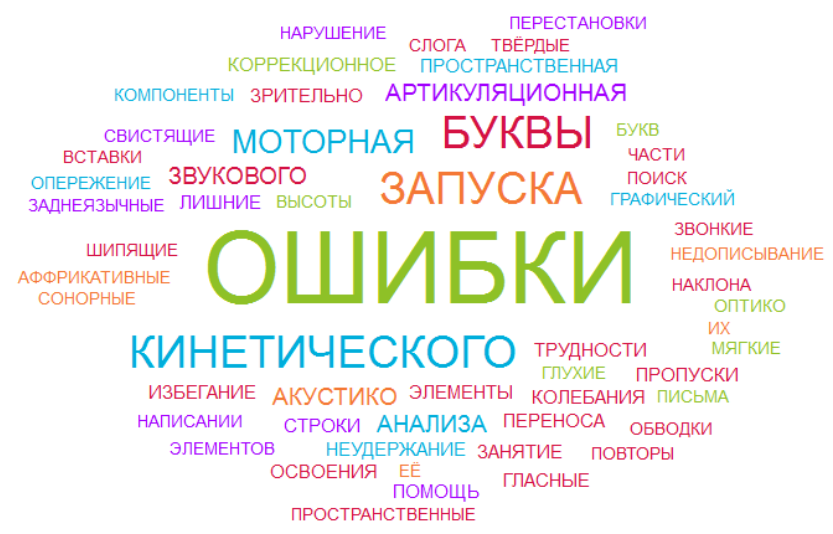 ПЕРЕСТАНОВКИ
НАРУШЕНИЕ
СЛОГА ТВЁРДЫЕ
КОРРЕКЦИОННОЕ ПРОСТРАНСТВЕННАЯ
КОМПОНЕНТЫ ЗРИТЕЛЬНО АРТИКУЛЯЦИОННАЯ
СВИСТЯЩИЕ МОТОРНАЯ БУКВЫ БУКВ
ВСТАВКИ ЧАСТИ
ОПЕРЕЖЕНИЕ ЗВУКОВОГО ЗАПУСКА ПОИСК
ЗАДНЕЯЗЫЧНЫЕ ЛИШНИЕ ВЫСОТЫ ГРАФИЧЕСКИЙ
ЗВОНКИЕ
ШИПЯЩИЕ ОШИБКИ НЕДОПИСЫВАНИЕ
АФФРИКАТИВНЫЕ НАКЛОНА
СОНОРНЫЕ ОПТИКО
ИХ
КИНЕТИЧЕСКОГО ТРУДНОСТИ МЯГКИЕ
ГЛУХИЕ ПРОПУСКИ
ИЗБЕГАНИЕ АКУСТИКО ЭЛЕМЕНТЫ КОЛЕБАНИЯ ПИСЬМА
НАПИСАНИИ СТРОКИ АНАЛИЗА ПЕРЕНОСА ОБВОДКИ
ЭЛЕМЕНТОВ НЕУДЕРЖАНИЕ ЗАНЯТИЕ ПОВТОРЫ
ОСВОЕНИЯ ЕЁ ГЛАСНЫЕ
ПОМОЩЬ
ПРОСТРАНСТВЕННЫЕ